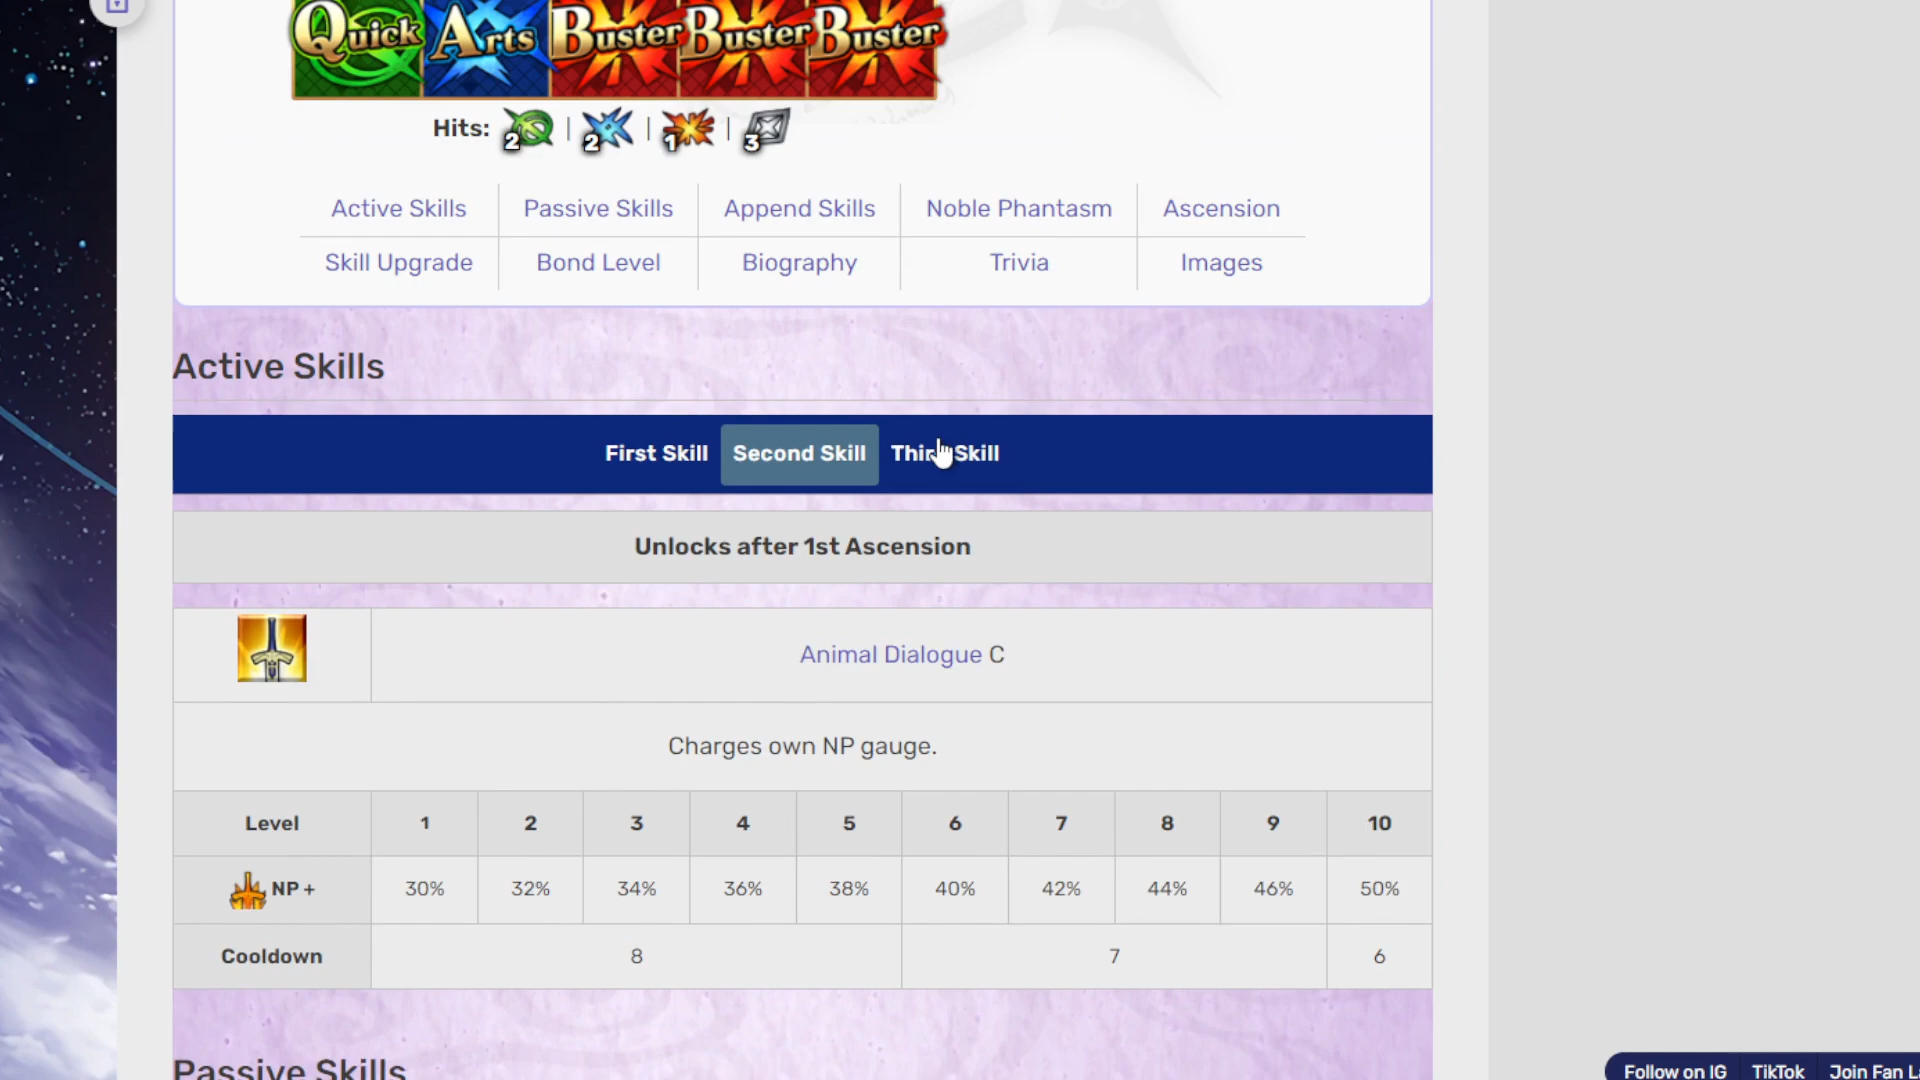 Quick Arts Buster Buster Buster
Hits: 2 | 2 | 1 | 3
Active Skills Passive Skills Append Skills Noble Phantasm Ascension
Skill Upgrade Bond Level Biography Trivia Images
Active Skills
First Skill Second Skill Third Skill
Unlocks after 1st Ascension
Animal Dialogue C
Charges own NP gauge.
Level 1 2 3 4 5 6 7 8 9 10
NP + 30% 32% 34% 36% 38% 40% 42% 44% 46% 50%
Cooldown 8 7 6
Passive Skills
Follow on IG TikTok Join Fan